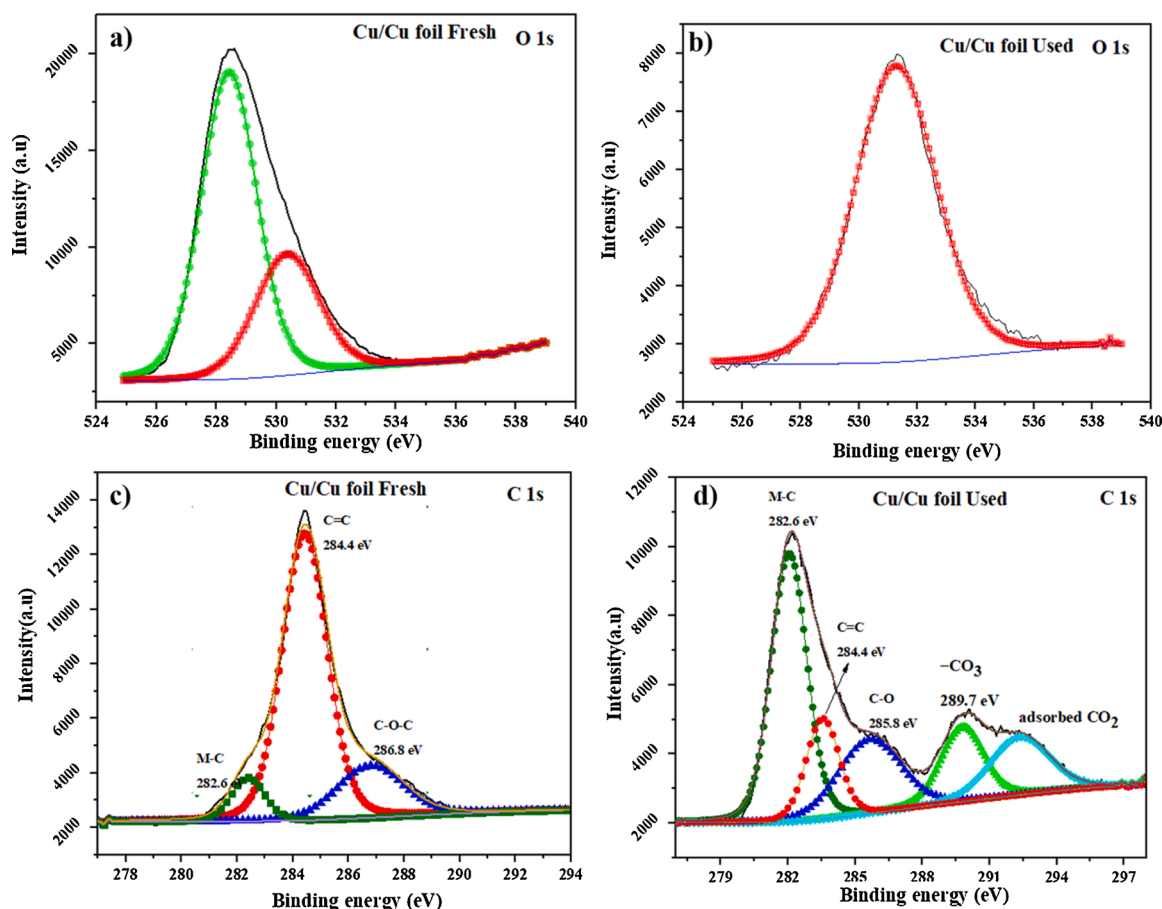 a)
Cu/Cu foil Fresh
O 1s
20000
15000
10000
5000
Intensity (a.u)
524 526 528 530 532 534 536 538 540
Binding energy (eV)
b)
Cu/Cu foil Used
O 1s
8000
7000
6000
5000
4000
3000
2000
Intensity (a.u)
524 526 528 530 532 534 536 538 540
Binding energy (eV)
c)
Cu/Cu foil Fresh
C 1s
C=C
284.4 eV
C-O-C
286.8 eV
M-C
282.6
14000
12000
10000
8000
6000
4000
2000
Intensity(a.u)
278 280 282 284 286 288 290 292 294
Binding energy (eV)
d)
M-C
282.6 eV
Cu/Cu foil Used
C 1s
C=C
284.4 eV
C-O
285.8 eV
–CO3
289.7 eV
adsorbed CO2
12000
10000
8000
6000
4000
2000
Intensity(a.u)
279 282 285 288 291 294 297
Binding energy (eV)